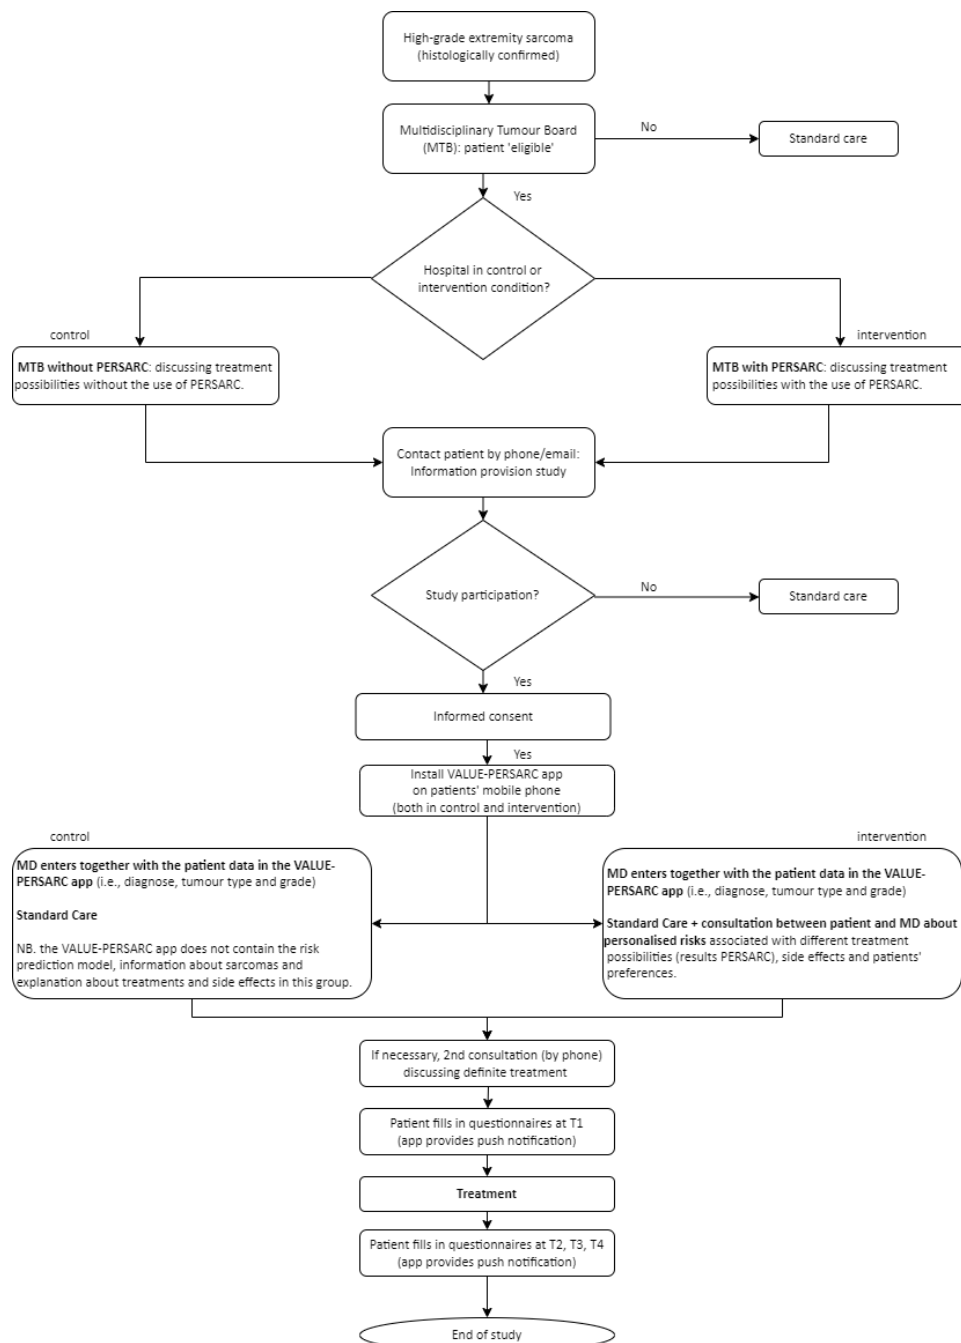 High-grade extremity sarcoma
(histologically confirmed)
Multidisciplinary Tumour Board
(MTB): patient 'eligible'
No
Standard care
Yes
Hospital in control or
intervention condition?
control
intervention
MTB without PERSARC: discussing treatment
possibilities without the use of PERSARC.
MTB with PERSARC: discussing treatment
possibilities with the use of PERSARC.
Contact patient by phone/email:
Information provision study
Study participation?
No
Standard care
Yes
Informed consent
Yes
Install VALUE-PERSARC app
on patients' mobile phone
(both in control and intervention)
control
intervention
MD enters together with the patient data in the VALUE-
PERSARC app (i.e., diagnose, tumour type and grade)
Standard Care
NB. the VALUE-PERSARC app does not contain the risk
prediction model, information about sarcomas and
explanation about treatments and side effects in this group.
MD enters together with the patient data in the VALUE-
PERSARC app (i.e., diagnose, tumour type and grade)
Standard Care + consultation between patient and MD about
personalised risks associated with different treatment
possibilities (results PERSARC), side effects and patients'
preferences.
If necessary, 2nd consultation (by phone)
discussing definite treatment
Patient fills in questionnaires at T1
(app provides push notification)
Treatment
Patient fills in questionnaires at T2, T3, T4
(app provides push notification)
End of study